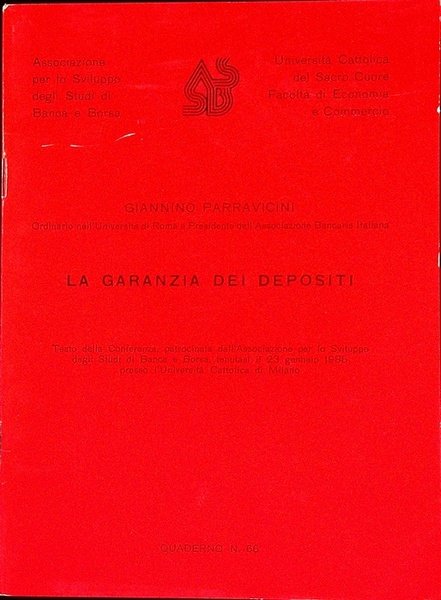 Associazione
per lo Sviluppo
degli Studi di
Banca e Borsa
Università Cattolica
del Sacro Cuore
Facoltà di Economia
e Commercio
GIANNINO PARRAVICINI
Ordinario nell'Università di Roma e Presidente dell'Associazione Bancaria Italiana
LA GARANZIA DEI DEPOSITI
Testo della Conferenza, patrocinata dall'Associazione per lo Sviluppo
degli Studi di Banca e Borsa, tenutasi il 23 gennaio
presso l'Università Cattolica di Milano
QUADERNO N. 66